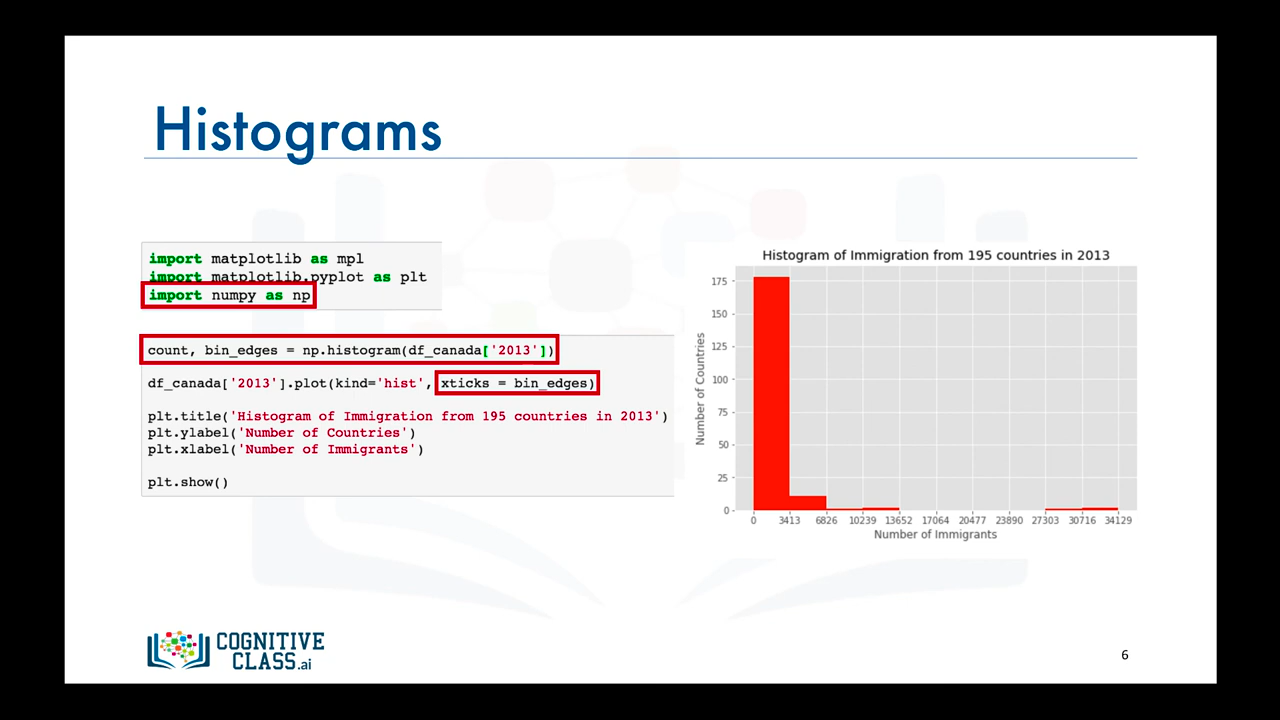 Histograms
import matplotlib as mpl
import matplotlib.pyplot as plt
import numpy as np
count, bin_edges = np.histogram(df_canada['2013'])
df_canada['2013'].plot(kind='hist', xticks = bin_edges)
plt.title('Histogram of Immigration from 195 countries in 2013')
plt.ylabel('Number of Countries')
plt.xlabel('Number of Immigrants')
plt.show()
Histogram of Immigration from 195 countries in 2013
Number of Countries
175
150
125
100
75
50
25
0
0 3413 6826 10239 13652 17064 20477 23890 27303 30716 34129
Number of Immigrants
COGNITIVE
CLASS.ai
6